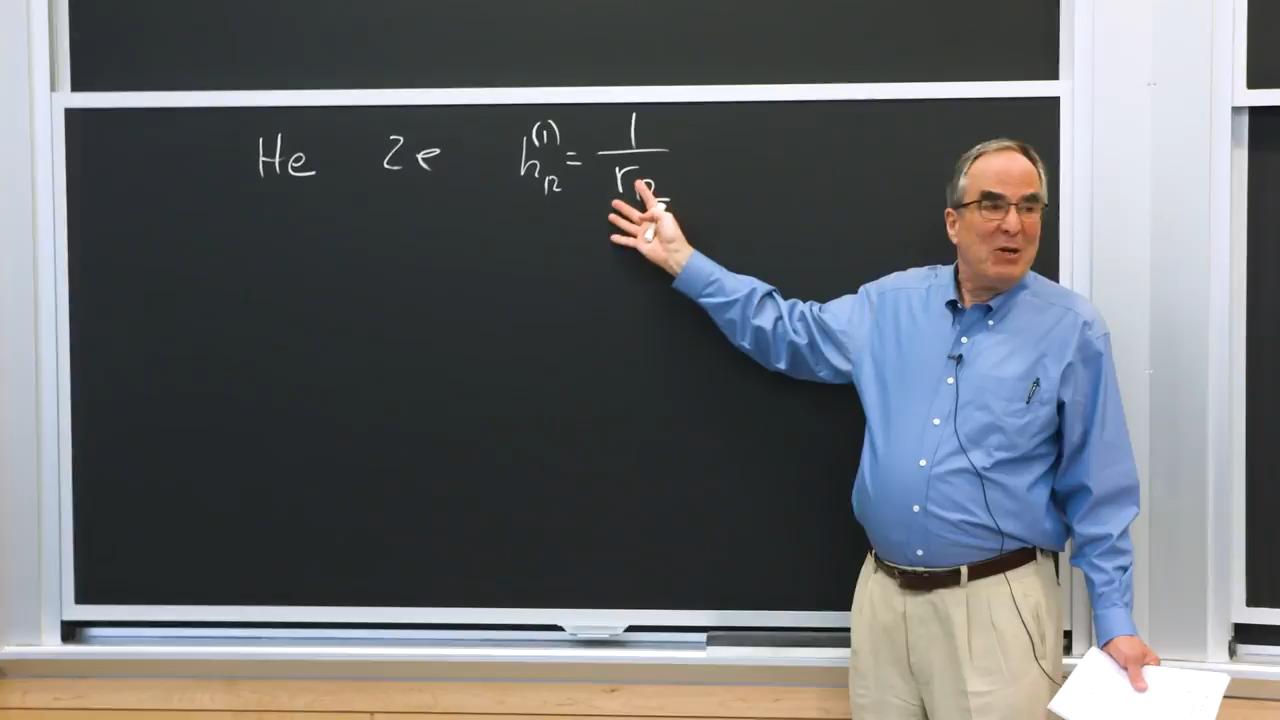 He 2e h₁₂⁽¹⁾ = 1/r₁₂